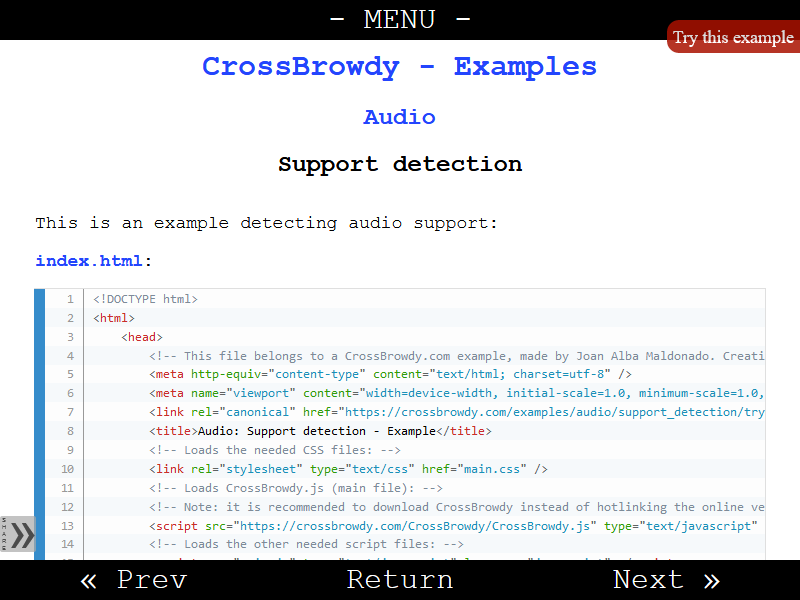 - MENU -
Try this example
CrossBrowdy - Examples
Audio
Support detection
This is an example detecting audio support:
index.html:
1 <!DOCTYPE html>
2 <html>
3 <head>
4 <!-- This file belongs to a CrossBrowdy.com example, made by Joan Alba Maldonado. Creati
5 <meta http-equiv="content-type" content="text/html; charset=utf-8" />
6 <meta name="viewport" content="width=device-width, initial-scale=1.0, minimum-scale=1.0,
7 <link rel="canonical" href="https://crossbrowdy.com/examples/audio/support_detection/try
8 <title>Audio: Support detection - Example</title>
9 <!-- Loads the needed CSS files: -->
10 <link rel="stylesheet" type="text/css" href="main.css" />
11 <!-- Loads CrossBrowdy.js (main file): -->
12 <!-- Note: it is recommended to download CrossBrowdy instead of hotlinking the online ve
13 <script src="https://crossbrowdy.com/CrossBrowdy/CrossBrowdy.js" type="text/javascript"
14 <!-- Loads the other needed script files: -->
SHARE »
« Prev
Return
Next »